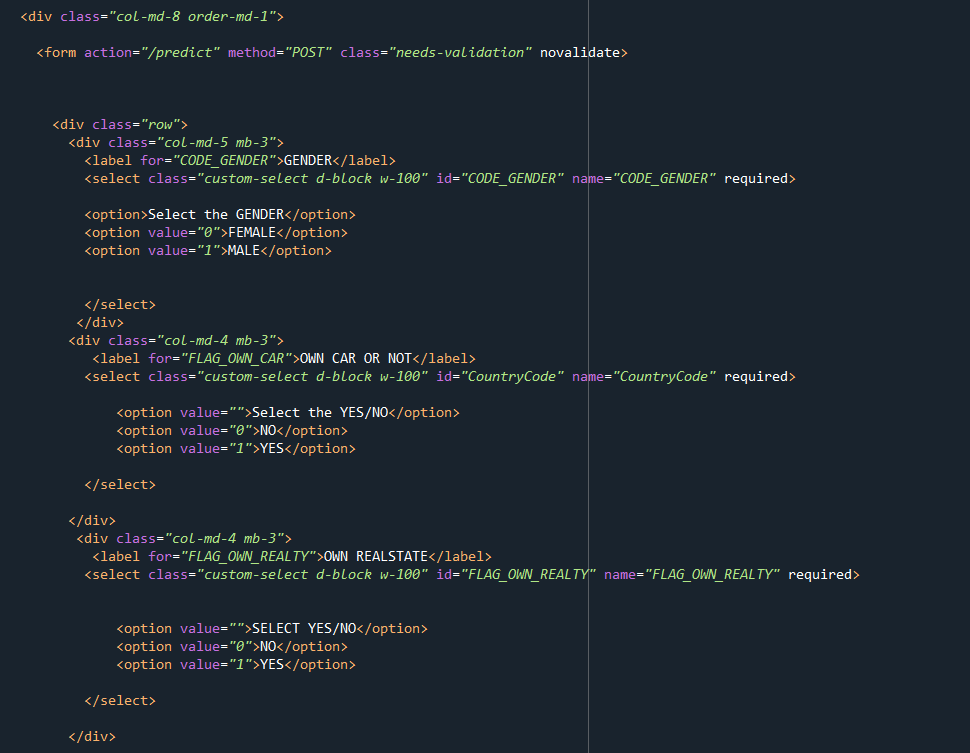 <div class="col-md-8 order-md-1">
<form action="/predict" method="POST" class="needs-validation" novalidate>
<div class="row">
<div class="col-md-5 mb-3">
<label for="CODE_GENDER">GENDER</label>
<select class="custom-select d-block w-100" id="CODE_GENDER" name="CODE_GENDER" required>
<option>Select the GENDER</option>
<option value="0">FEMALE</option>
<option value="1">MALE</option>
</select>
</div>
<div class="col-md-4 mb-3">
<label for="FLAG_OWN_CAR">OWN CAR OR NOT</label>
<select class="custom-select d-block w-100" id="CountryCode" name="CountryCode" required>
<option value="">Select the YES/NO</option>
<option value="0">NO</option>
<option value="1">YES</option>
</select>
</div>
<div class="col-md-4 mb-3">
<label for="FLAG_OWN_REALTY">OWN REALSTATE</label>
<select class="custom-select d-block w-100" id="FLAG_OWN_REALTY" name="FLAG_OWN_REALTY" required>
<option value="">SELECT YES/NO</option>
<option value="0">NO</option>
<option value="1">YES</option>
</select>
</div>